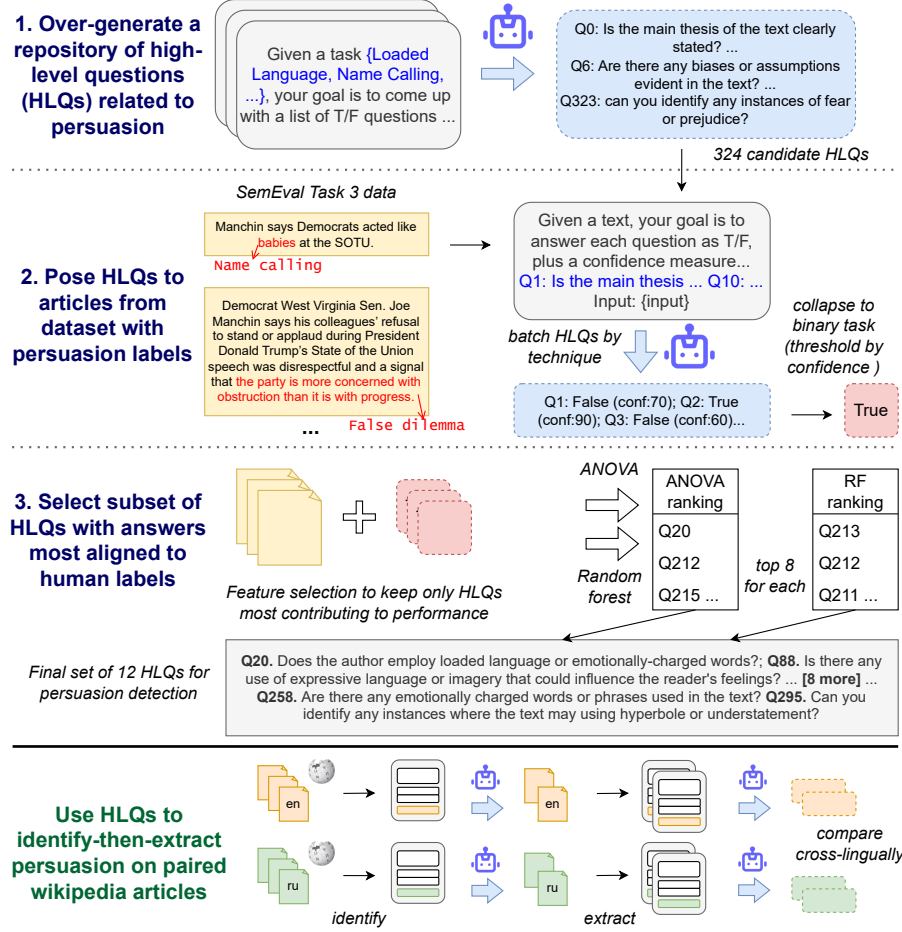 1. Over-generate a
repository of high-
level questions
(HLQs) related to
persuasion
Given a task {Loaded
Language, Name Calling,
...}, your goal is to come up
with a list of T/F questions ...
Q0: Is the main thesis of the text clearly
stated? ...
Q6: Are there any biases or assumptions
evident in the text? ...
Q323: can you identify any instances of fear
or prejudice?
324 candidate HLQs
2. Pose HLQs to
articles from
dataset with
persuasion labels
SemEval Task 3 data
Manchin says Democrats acted like
babies at the SOTU.
Name calling
Democrat West Virginia Sen. Joe
Manchin says his colleagues' refusal
to stand or applaud during President
Donald Trump's State of the Union
speech was disrespectful and a signal
that the party is more concerned with
obstruction than it is with progress.
... False dilemma
Given a text, your goal is to
answer each question as T/F,
plus a confidence measure...
Q1: Is the main thesis ... Q10: ...
Input: {input}
batch HLQs by
technique
Q1: False (conf:70); Q2: True
(conf:90); Q3: False (conf:60)...
collapse to
binary task
(threshold by
confidence )
True
3. Select subset of
HLQs with answers
most aligned to
human labels
Feature selection to keep only HLQs
most contributing to performance
ANOVA
Random
forest
ANOVA
ranking
Q20
Q212
Q215 ...
top 8
for each
RF
ranking
Q213
Q212
Q211 ...
Final set of 12 HLQs for
persuasion detection
Q20. Does the author employ loaded language or emotionally-charged words?; Q88. Is there any
use of expressive language or imagery that could influence the reader's feelings? ... [8 more] ...
Q258. Are there any emotionally charged words or phrases used in the text? Q295. Can you
identify any instances where the text may using hyperbole or understatement?
Use HLQs to
identify-then-extract
persuasion on paired
wikipedia articles
en
en
ru
ru
identify
extract
compare
cross-lingually